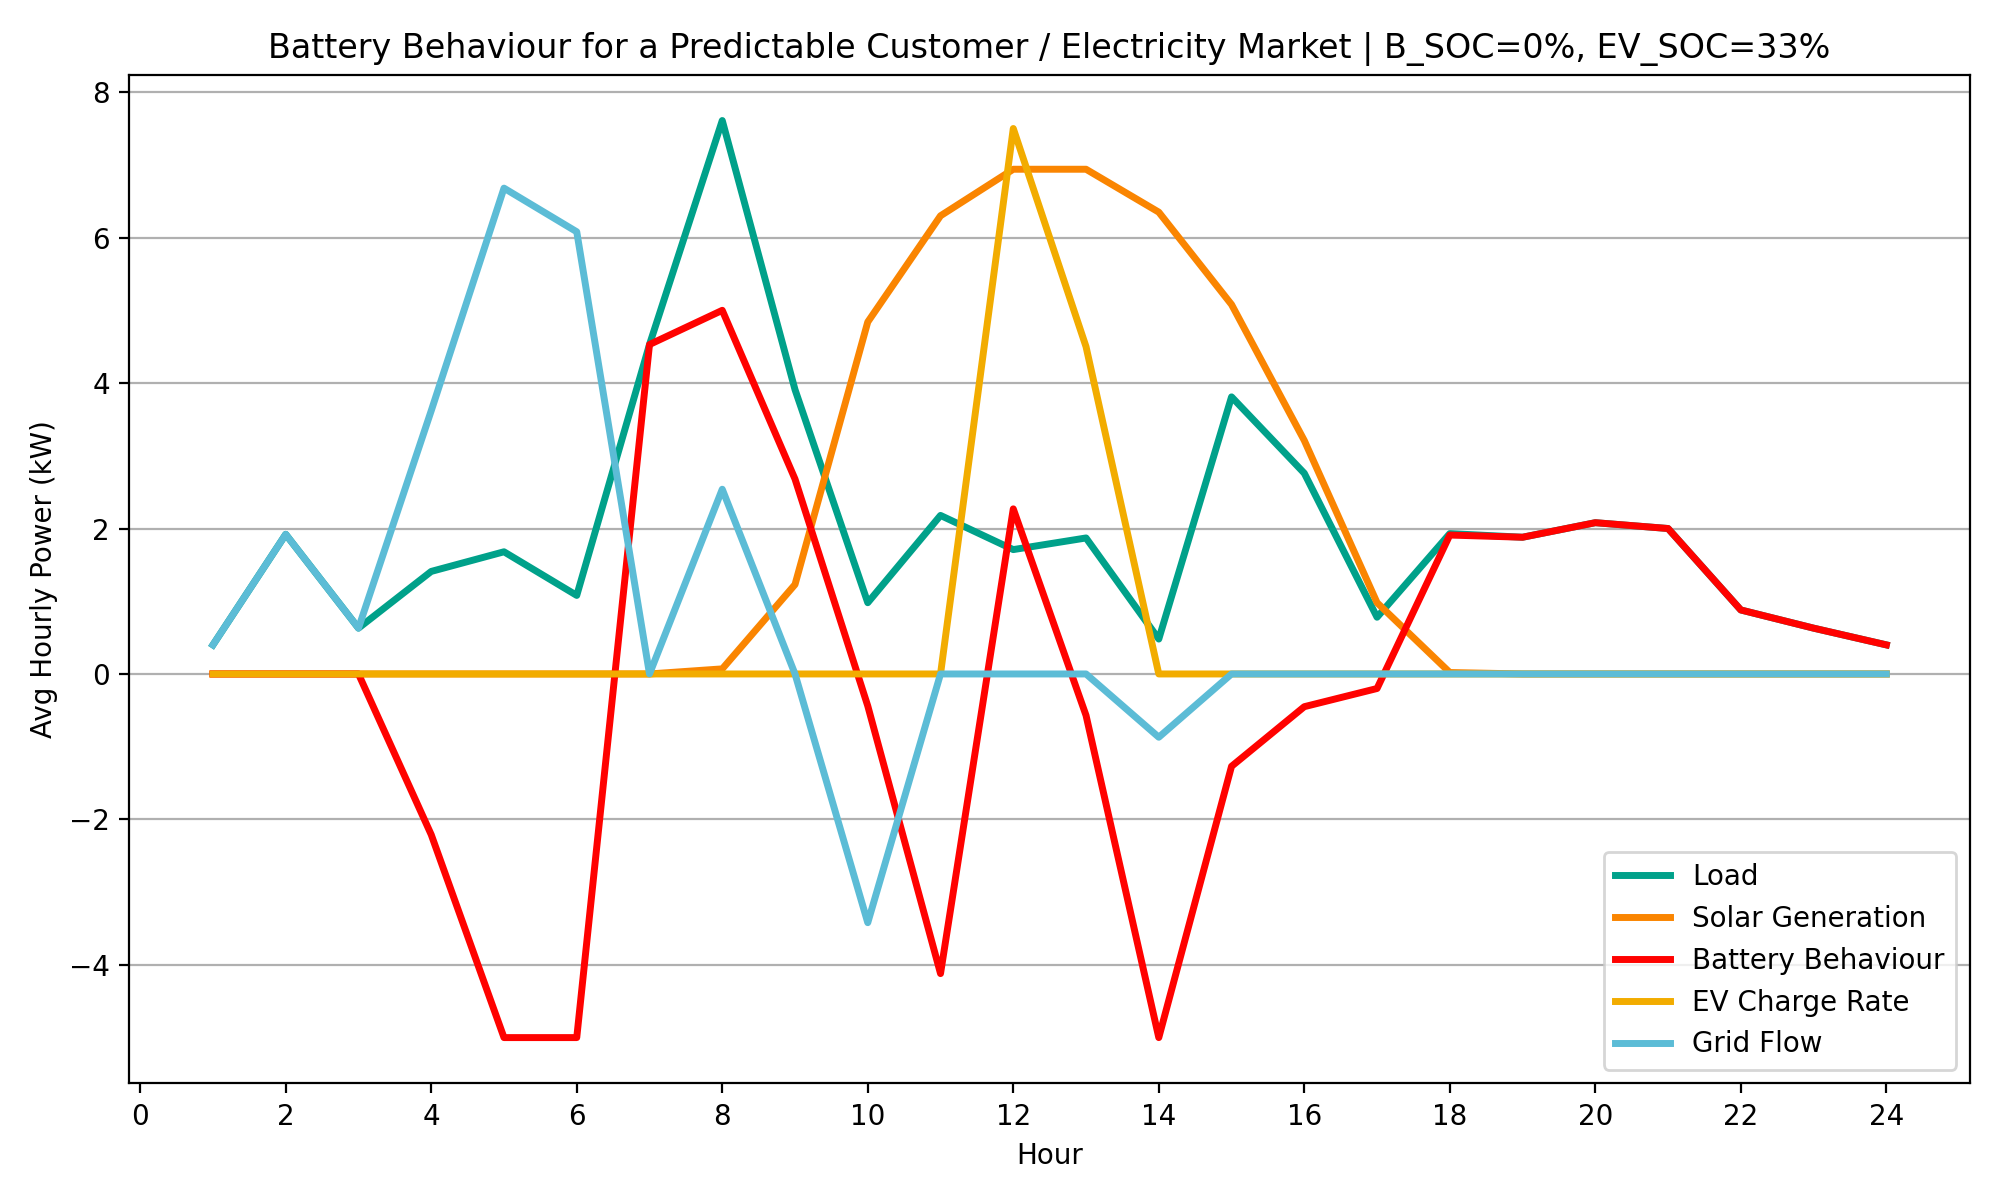 Battery Behaviour for a Predictable Customer / Electricity Market | B_SOC=0%, EV_SOC=33%
Avg Hourly Power (kW)
8
6
4
2
0
−2
−4
Load
Solar Generation
Battery Behaviour
EV Charge Rate
Grid Flow
0 2 4 6 8 10 12 14 16 18 20 22 24
Hour